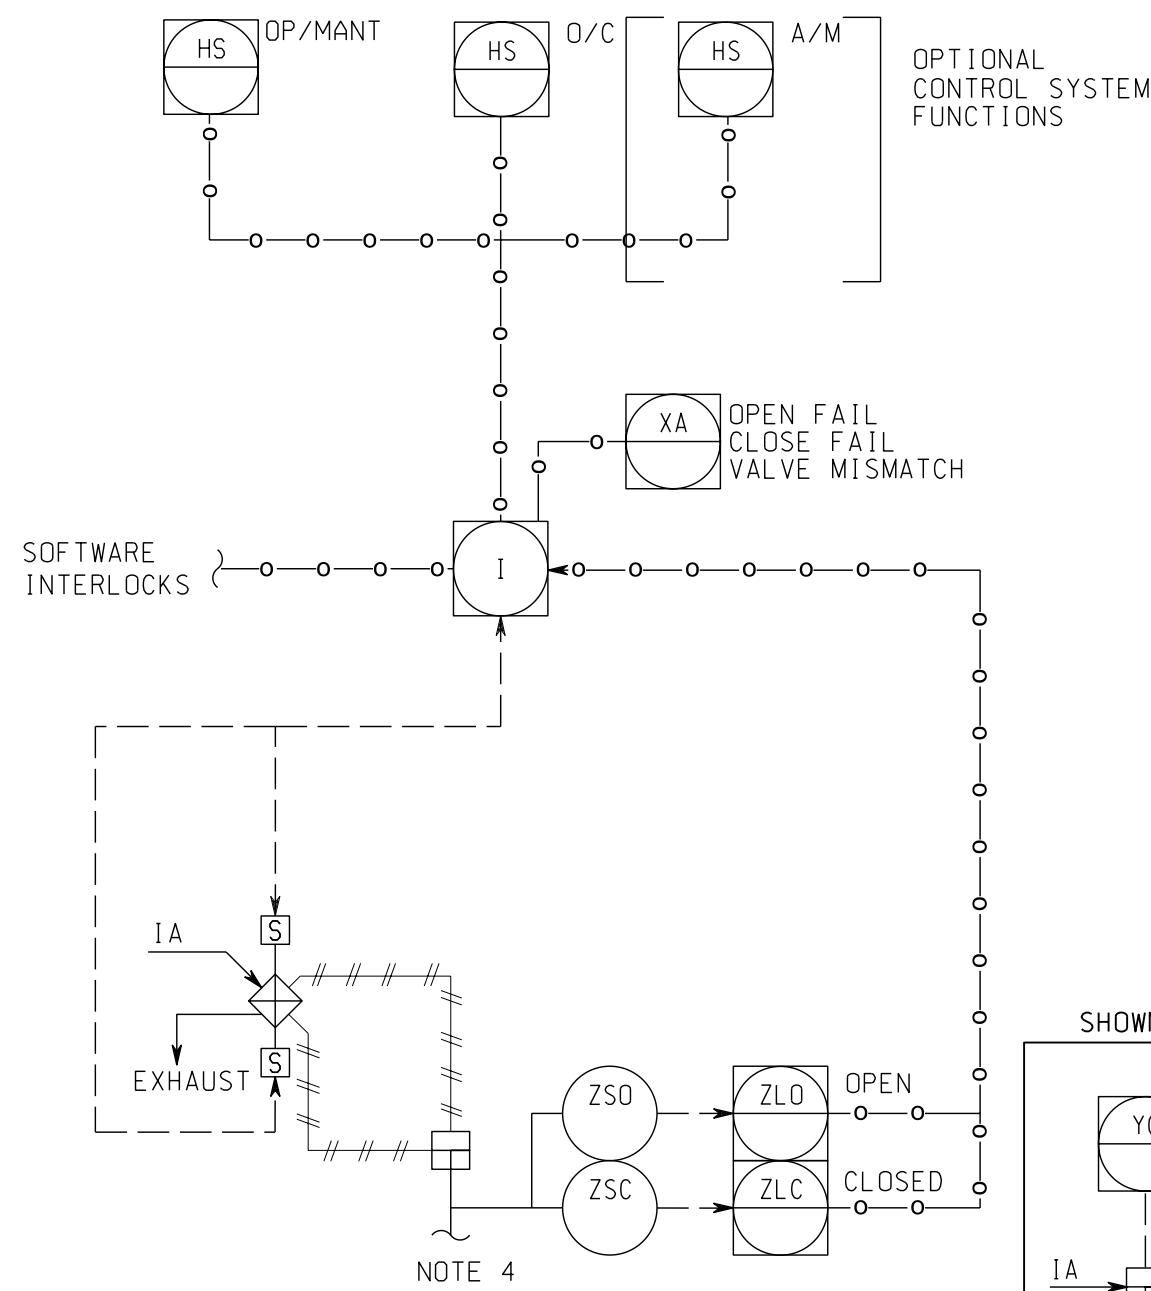 HS
OP/MANT
HS
O/C
HS
A/M
OPTIONAL
CONTROL SYSTEM
FUNCTIONS
XA
OPEN FAIL
CLOSE FAIL
VALVE MISMATCH
SOFTWARE
INTERLOCKS
I
S
IA
EXHAUST
S
SHOWN
ZSO
ZLO
OPEN
ZSC
ZLC
CLOSED
NOTE 4
IA